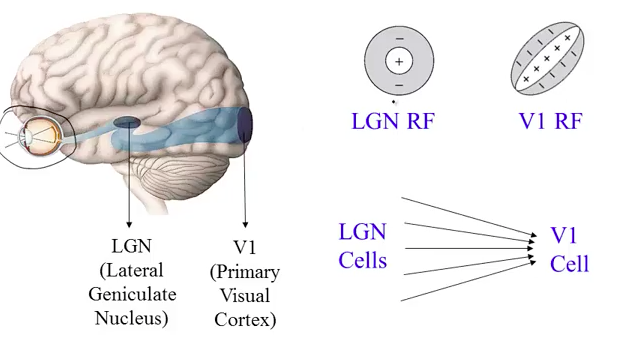 LGN
(Lateral
Geniculate
Nucleus)
V1
(Primary
Visual
Cortex)
LGN RF
V1 RF
LGN
Cells
V1
Cell